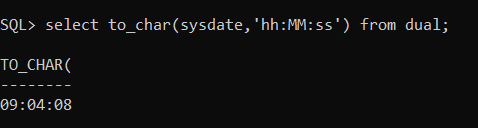 SQL> select to_char(sysdate,'hh:MM:ss') from dual;
TO_CHAR(
--------
09:04:08